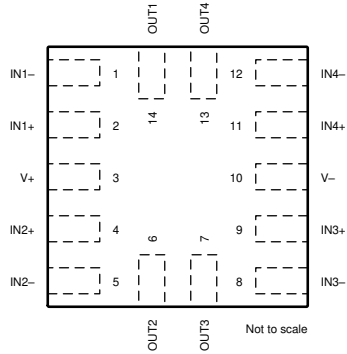 OUT1 OUT4
IN1– 1 12 IN4–
14 13
IN1+ 2 11 IN4+
V+ 3 10 V–
IN2+ 4 9 IN3+
6 7
IN2– 5 8 IN3–
OUT2 OUT3
Not to scale